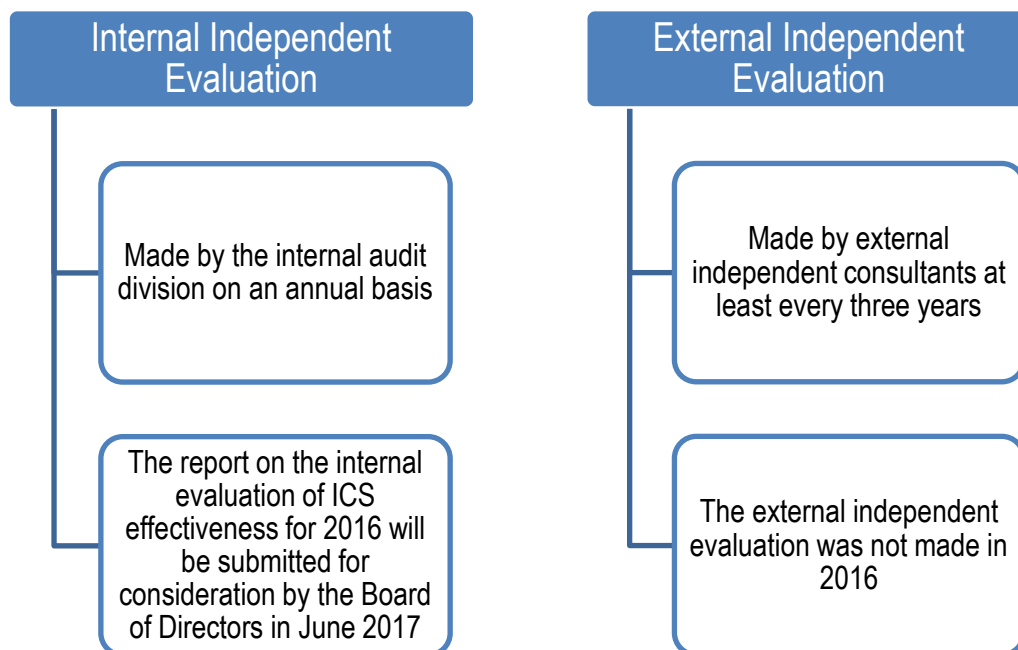 Internal Independent
Evaluation
Made by the internal audit
division on an annual basis
The report on the internal
evaluation of ICS
effectiveness for 2016 will
be submitted for
consideration by the Board
of Directors in June 2017
External Independent
Evaluation
Made by external
independent consultants at
least every three years
The external independent
evaluation was not made in
2016